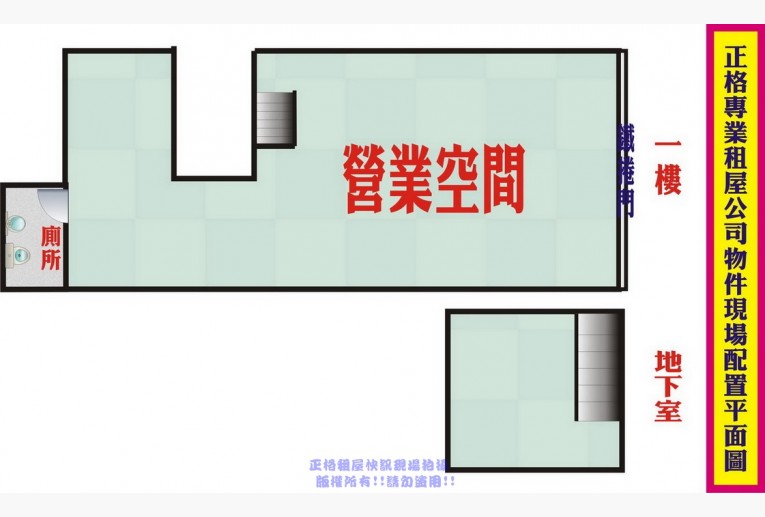 營業空間
鐵捲門
一樓
廁所
地下室
正格租屋快訊現場拍攝
版權所有!!請勿盜用!!
正格專業租屋公司物件現場配置平面圖